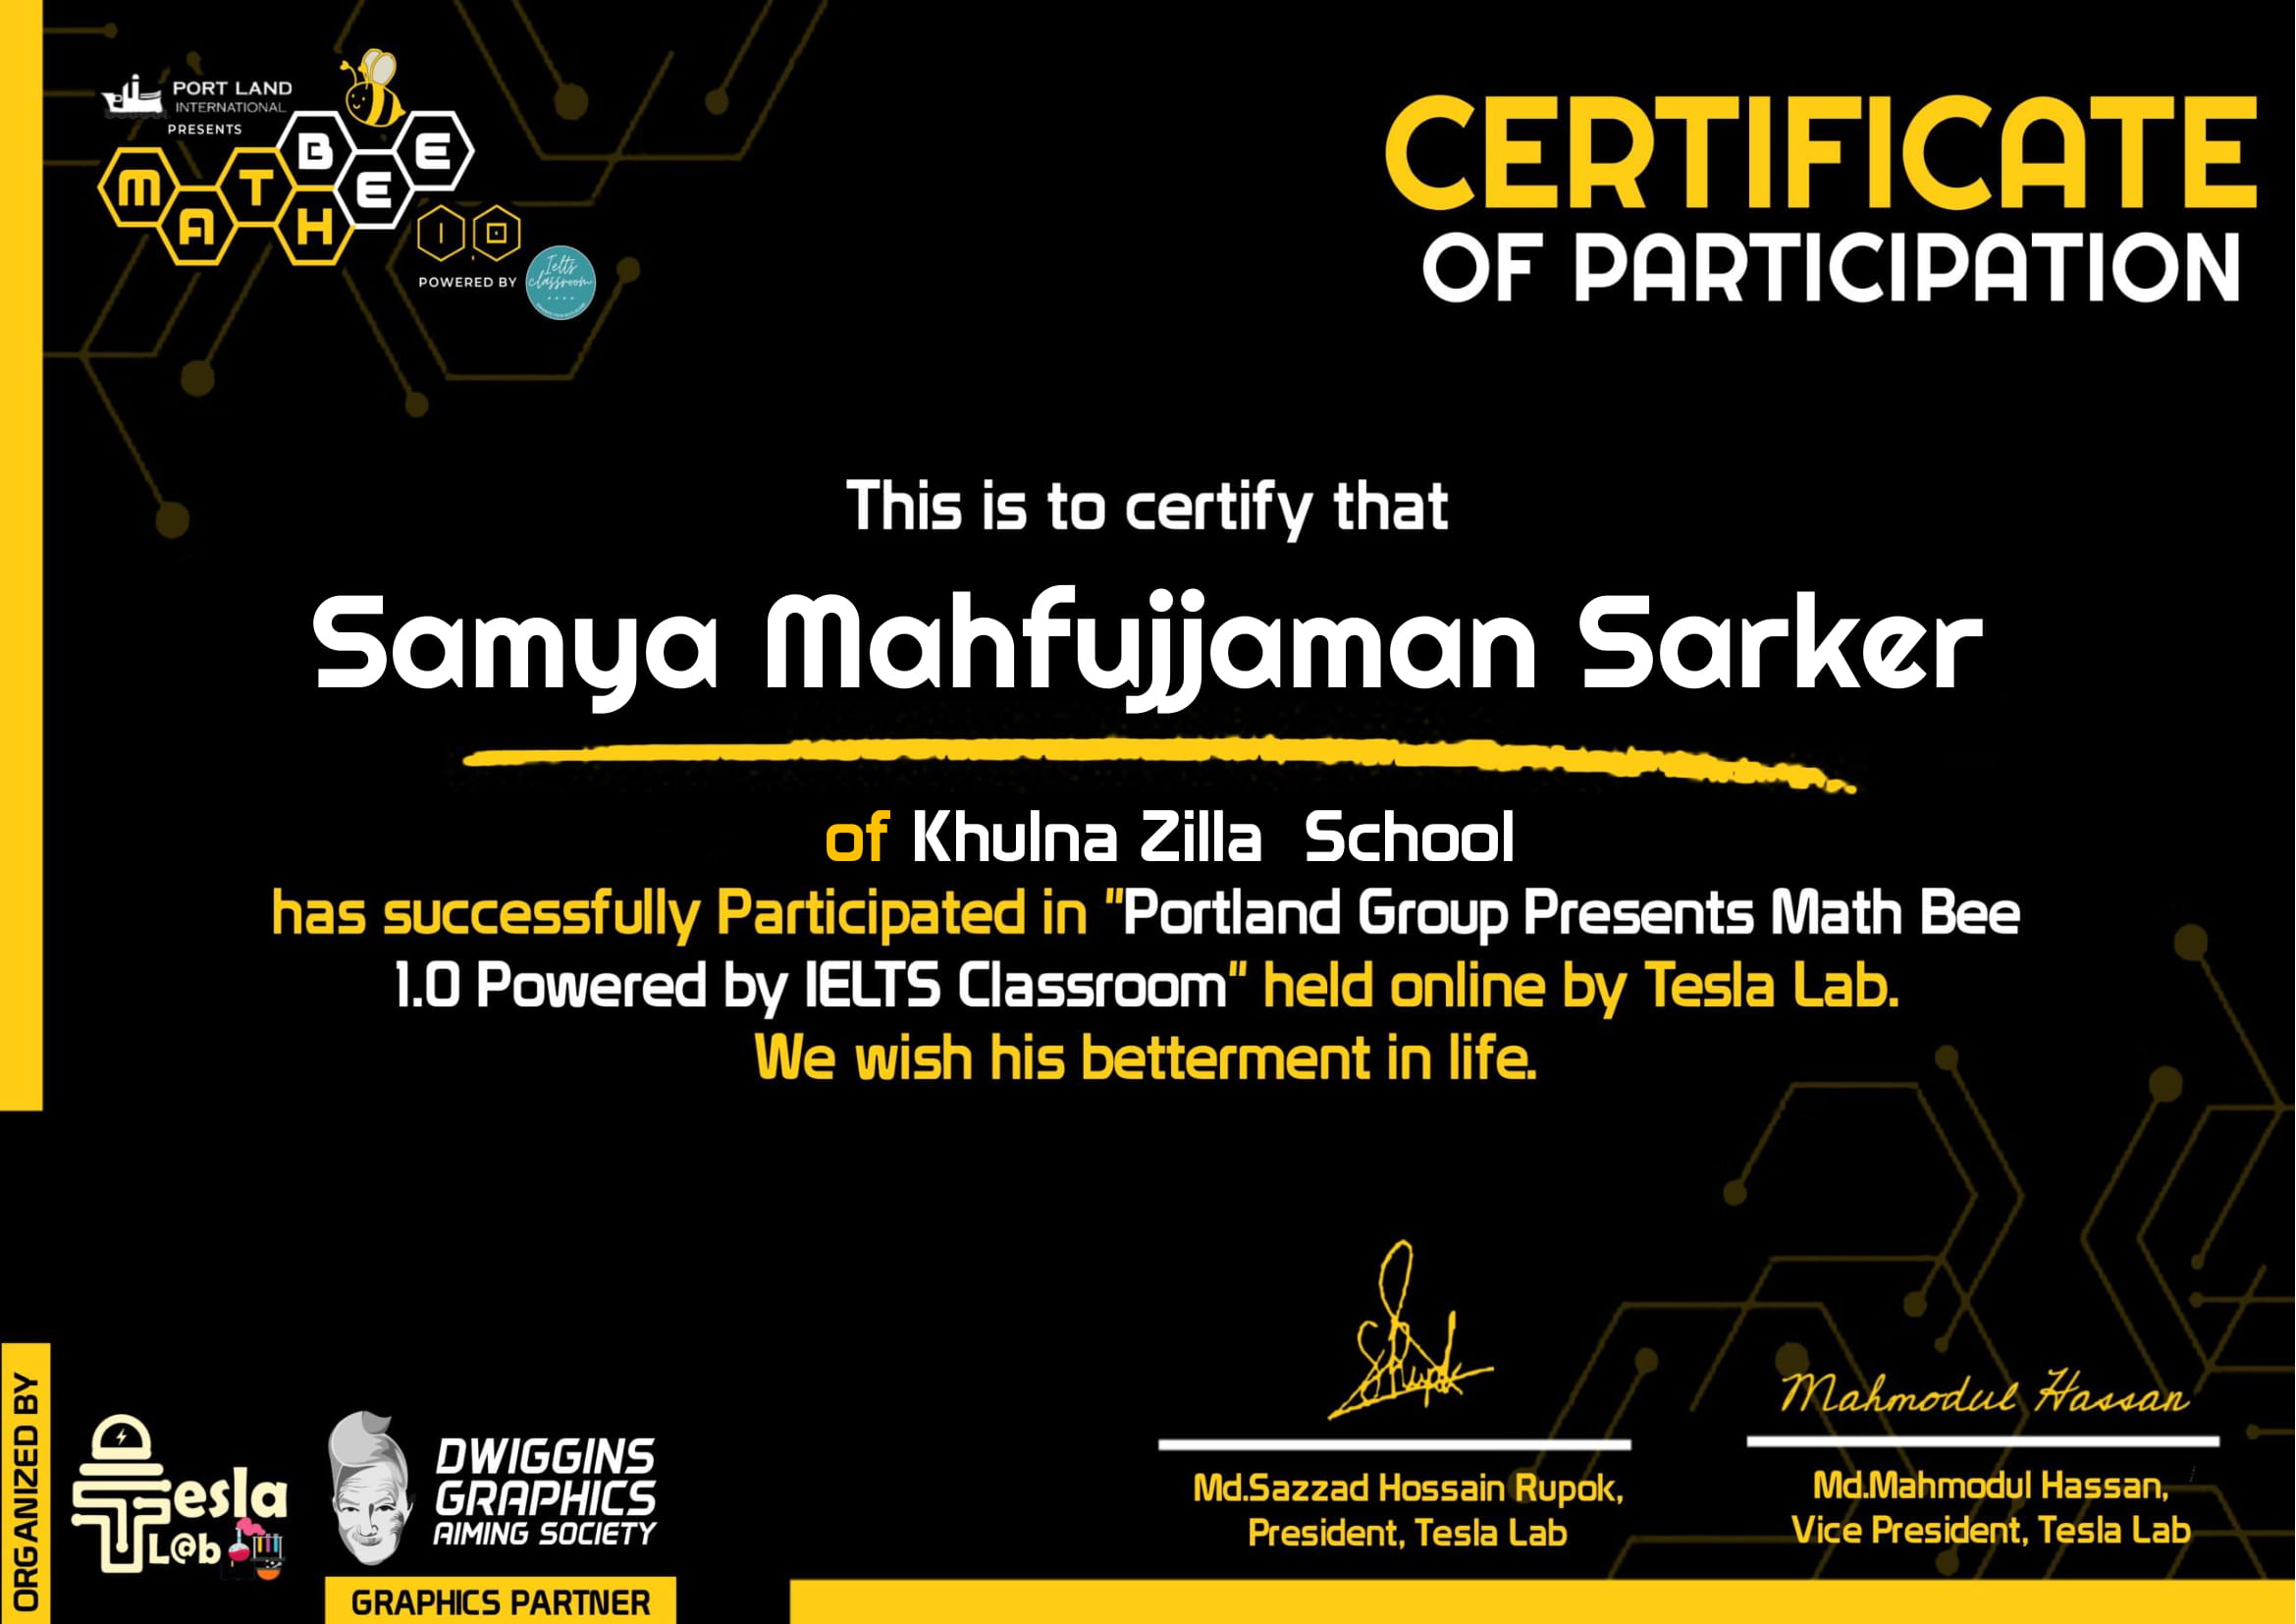 PORT LAND
INTERNATIONAL
PRESENTS
MATH BEE
1.0
POWERED BY
Ielts
classroom
CERTIFICATE
OF PARTICIPATION
This is to certify that
Samya Mahfujjaman Sarker
of Khulna Zilla School
has successfully Participated in "Portland Group Presents Math Bee
1.0 Powered by IELTS Classroom" held online by Tesla Lab.
We wish his betterment in life.
ORGANIZED BY
Tesla
L@b
DWIGGINS
GRAPHICS
AIMING SOCIETY
GRAPHICS PARTNER
Rupok
Md.Sazzad Hossain Rupok,
President, Tesla Lab
Mahmodul Hassan
Md.Mahmodul Hassan,
Vice President, Tesla Lab